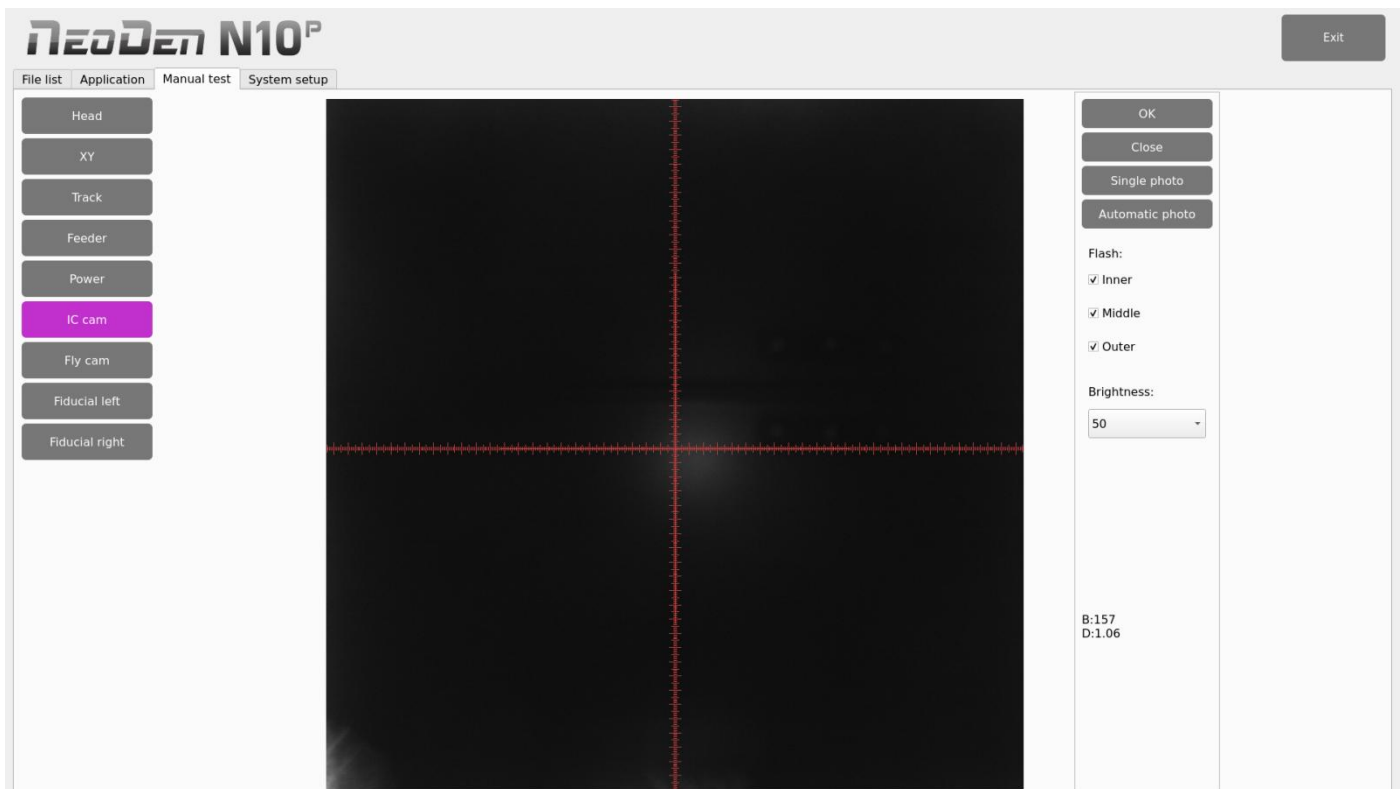 NEODEN N10P
Exit
File list Application Manual test System setup
Head
XY
Track
Feeder
Power
IC cam
Fly cam
Fiducial left
Fiducial right
OK
Close
Single photo
Automatic photo
Flash:
Inner
Middle
Outer
Brightness:
50
B:157
D:1.06